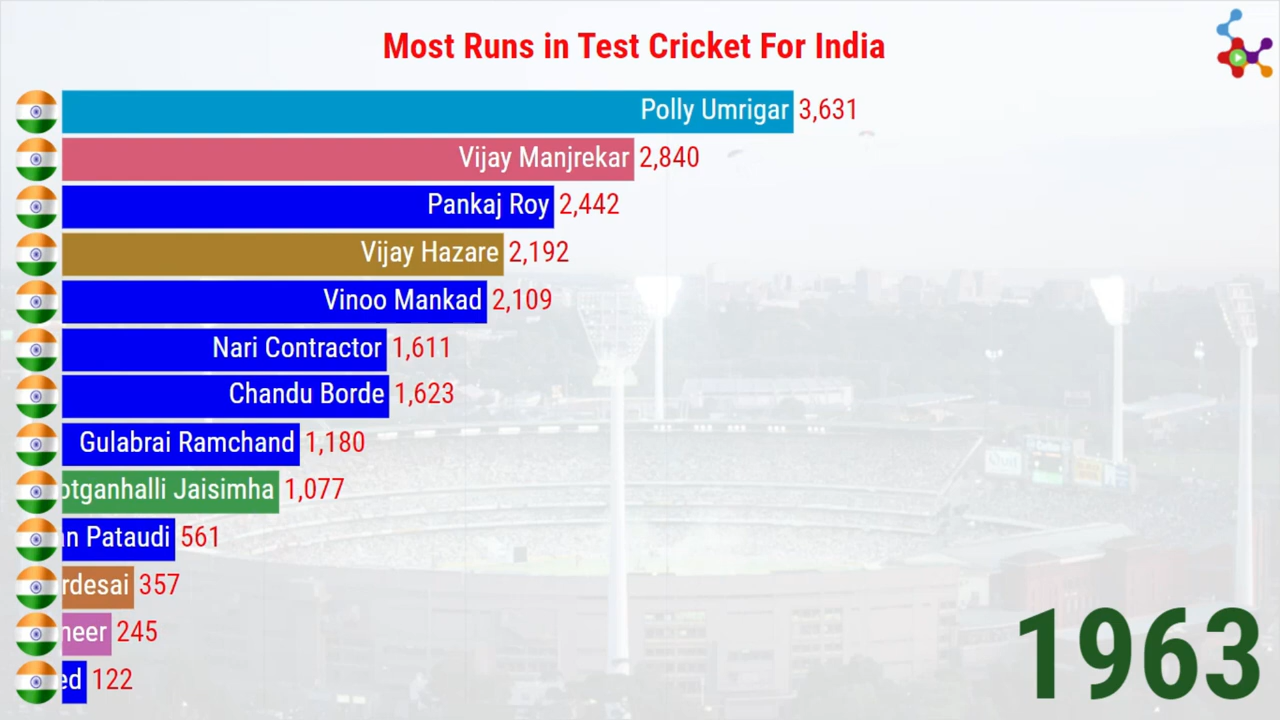 Most Runs in Test Cricket For India
Polly Umrigar 3,631
Vijay Manjrekar 2,840
Pankaj Roy 2,442
Vijay Hazare 2,192
Vinoo Mankad 2,109
Nari Contractor 1,611
Chandu Borde 1,623
Gulabrai Ramchand 1,180
otganhalli Jaisimha 1,077
an Pataudi 561
rdesai 357
neer 245
ed 122
1963